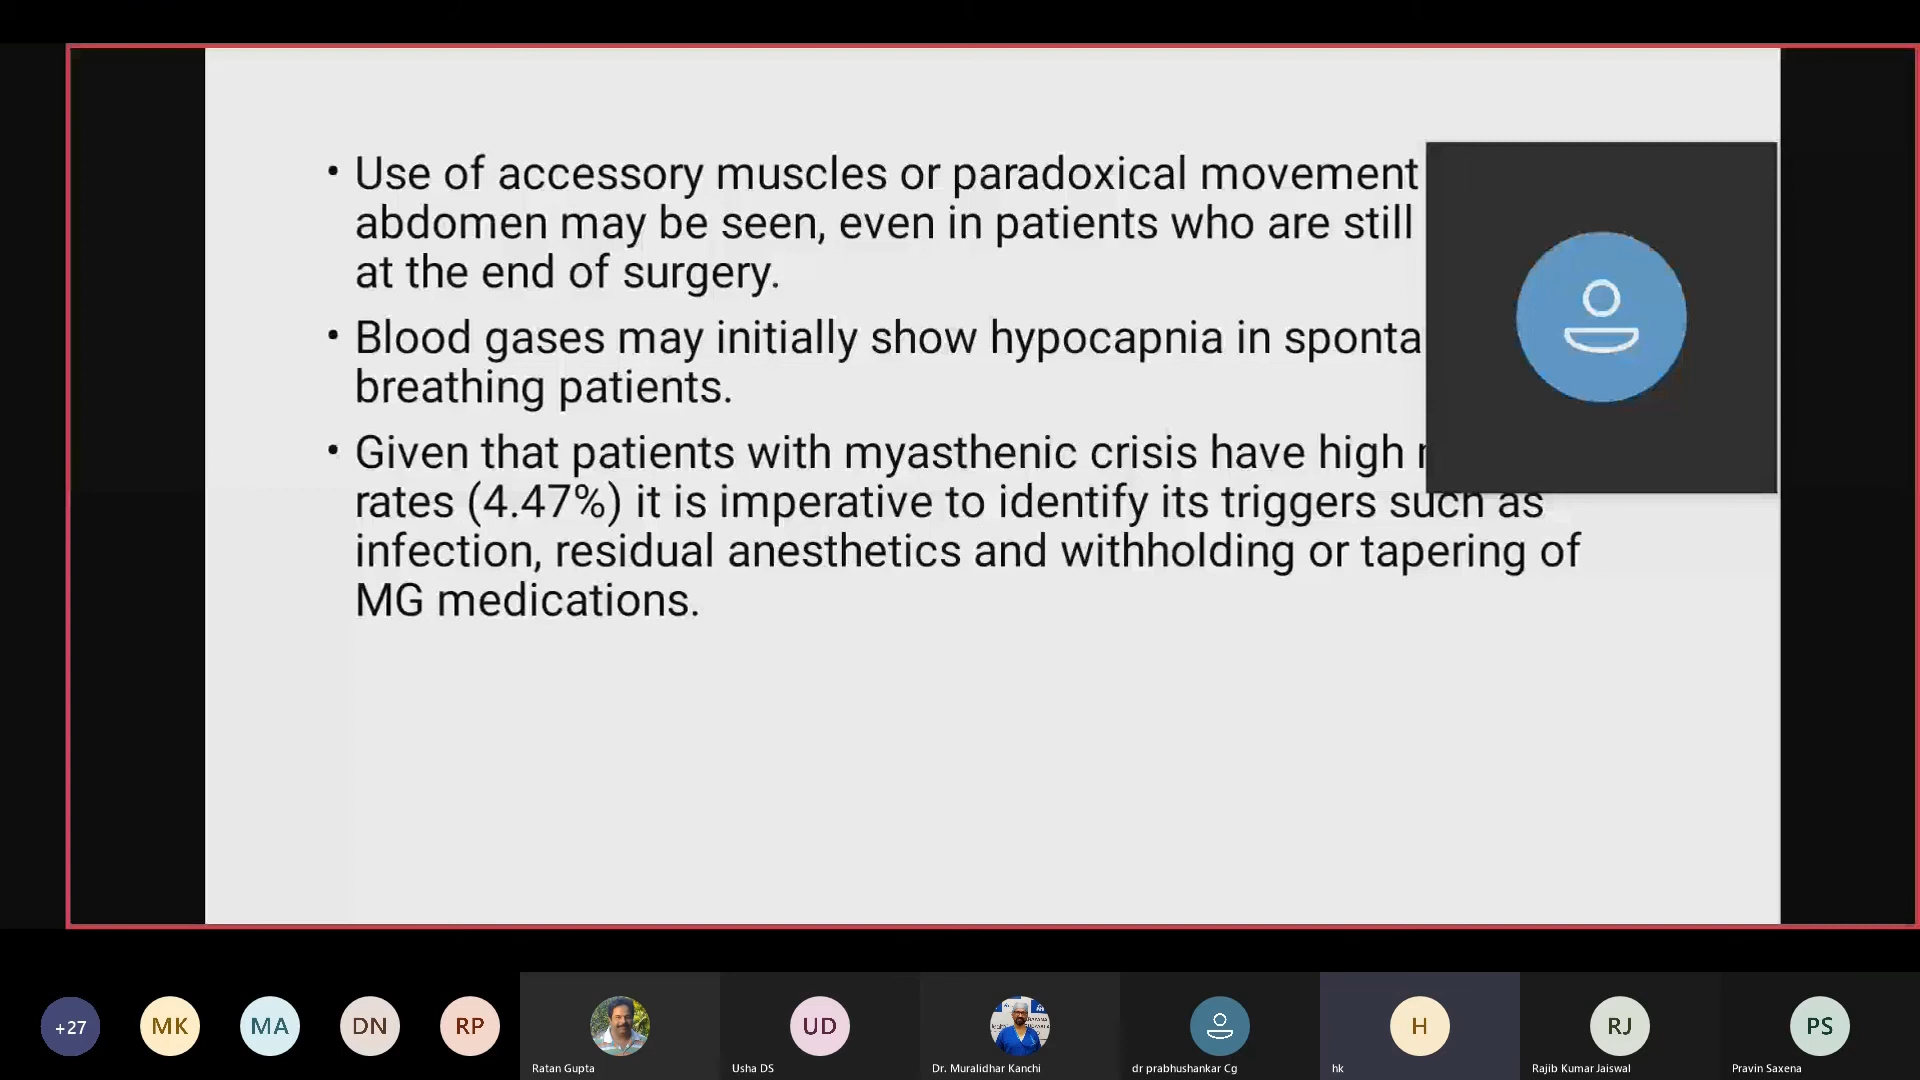 • Use of accessory muscles or paradoxical movement
abdomen may be seen, even in patients who are still
at the end of surgery.
• Blood gases may initially show hypocapnia in sponta
breathing patients.
• Given that patients with myasthenic crisis have high
rates (4.47%) it is imperative to identify its triggers such as
infection, residual anesthetics and withholding or tapering of
MG medications.
+27
MK
MA
DN
RP
Ratan Gupta
UD
Usha DS
Dr. Muralidhar Kanchi
dr prabhushankar Cg
H
hk
RJ
Rajib Kumar Jaiswal
PS
Pravin Saxena